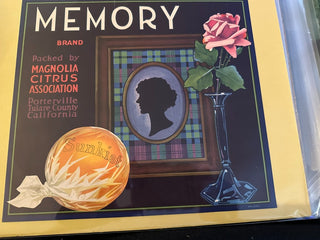 MEMORY
BRAND
Packed by
MAGNOLIA
CITRUS
ASSOCIATION
Porterville
Tulare County
California
Sunkist